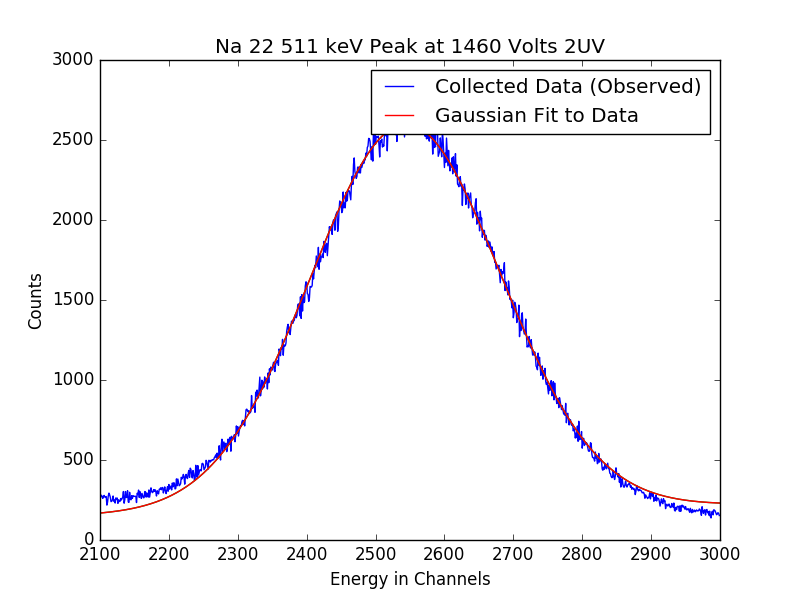 Na 22 511 keV Peak at 1460 Volts 2UV
3000
2500
2000
1500
1000
500
0
Counts
Collected Data (Observed)
Gaussian Fit to Data
2100 2200 2300 2400 2500 2600 2700 2800 2900 3000
Energy in Channels